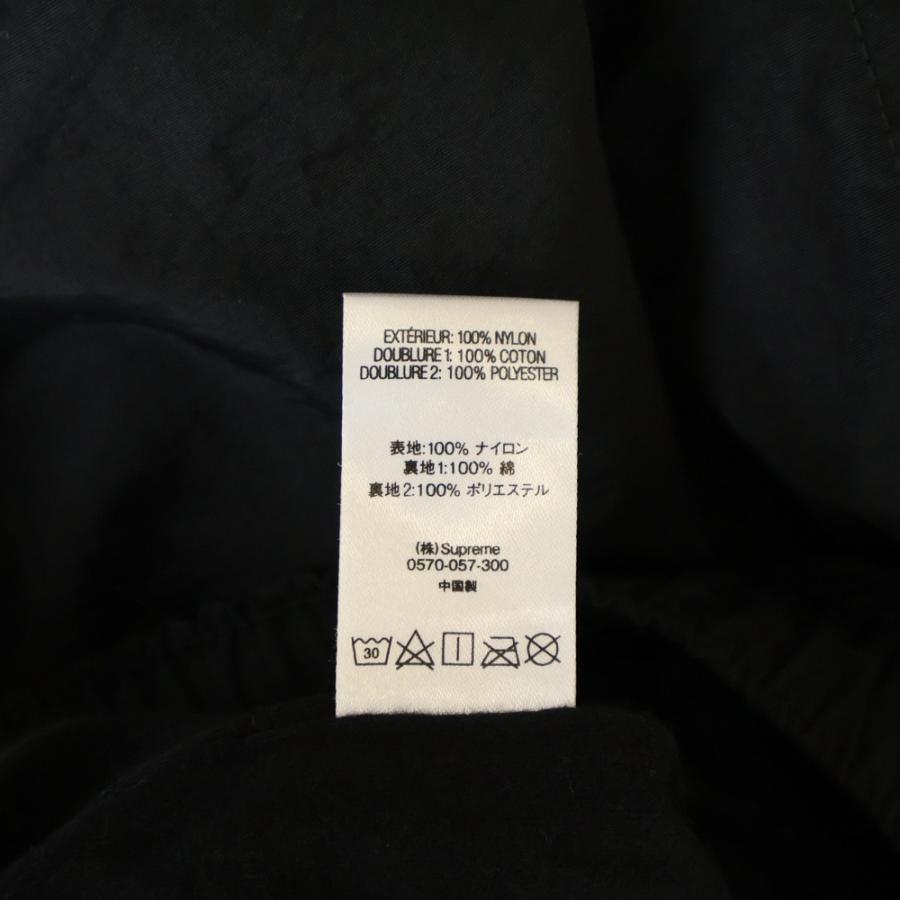 EXTÉRIEUR: 100% NYLON
DOUBLURE 1: 100% COTON
DOUBLURE 2: 100% POLYESTER
表地:100% ナイロン
裏地1:100% 綿
裏地2:100% ポリエステル
(株)Supreme
0570-057-300
中国製
30